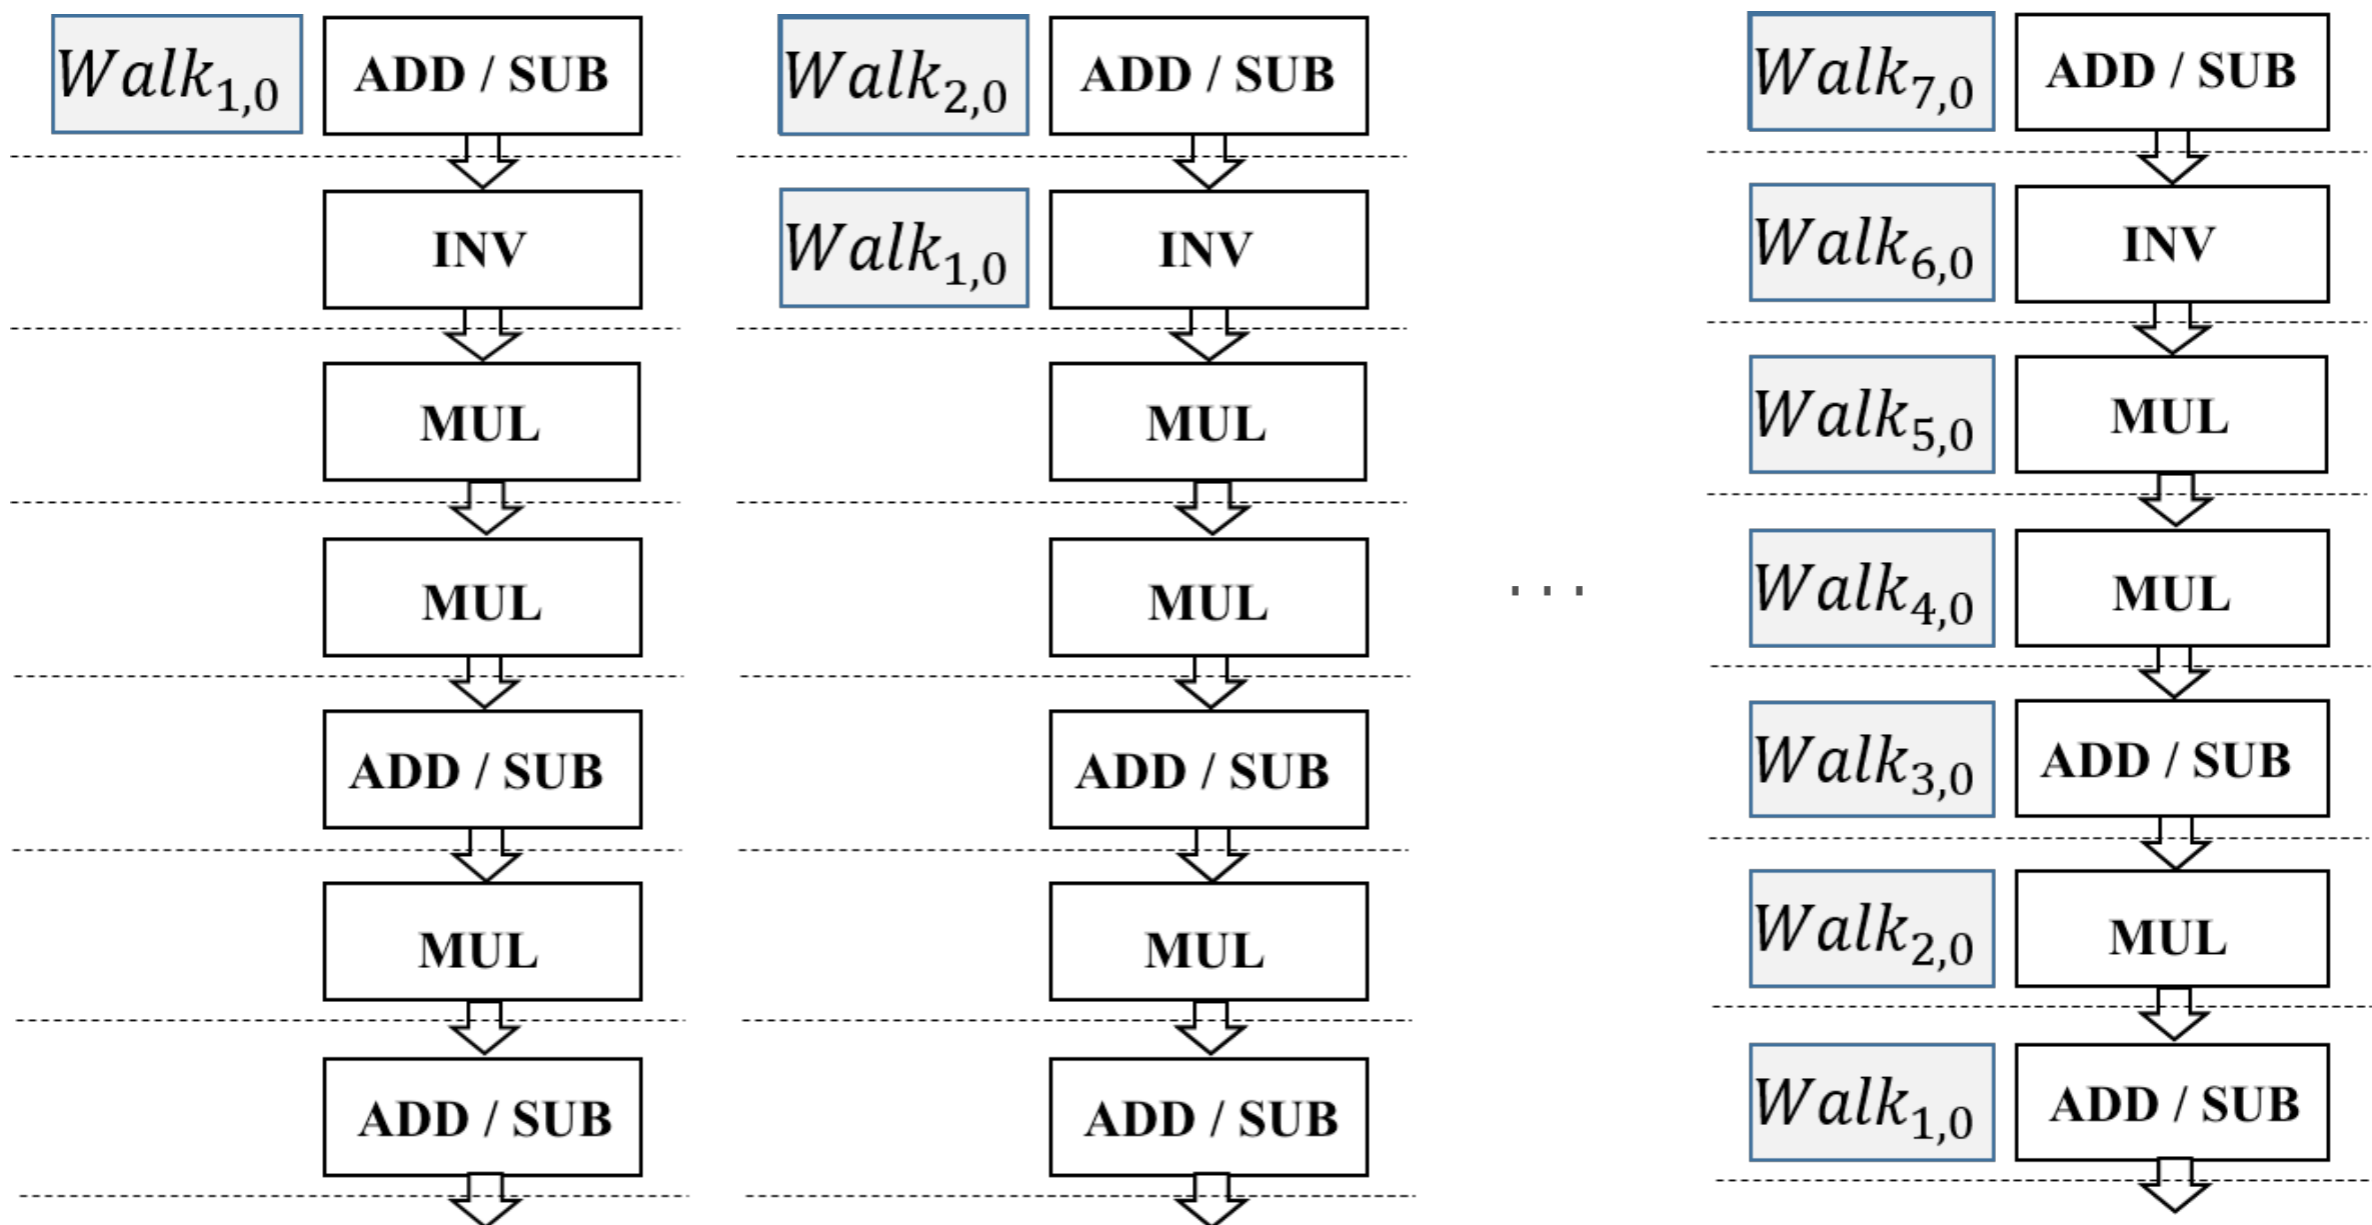 Walk1,0 ADD / SUB
INV
MUL
MUL
ADD / SUB
MUL
ADD / SUB
Walk2,0 ADD / SUB
Walk1,0 INV
MUL
MUL
ADD / SUB
MUL
ADD / SUB
. . .
Walk7,0 ADD / SUB
Walk6,0 INV
Walk5,0 MUL
Walk4,0 MUL
Walk3,0 ADD / SUB
Walk2,0 MUL
Walk1,0 ADD / SUB